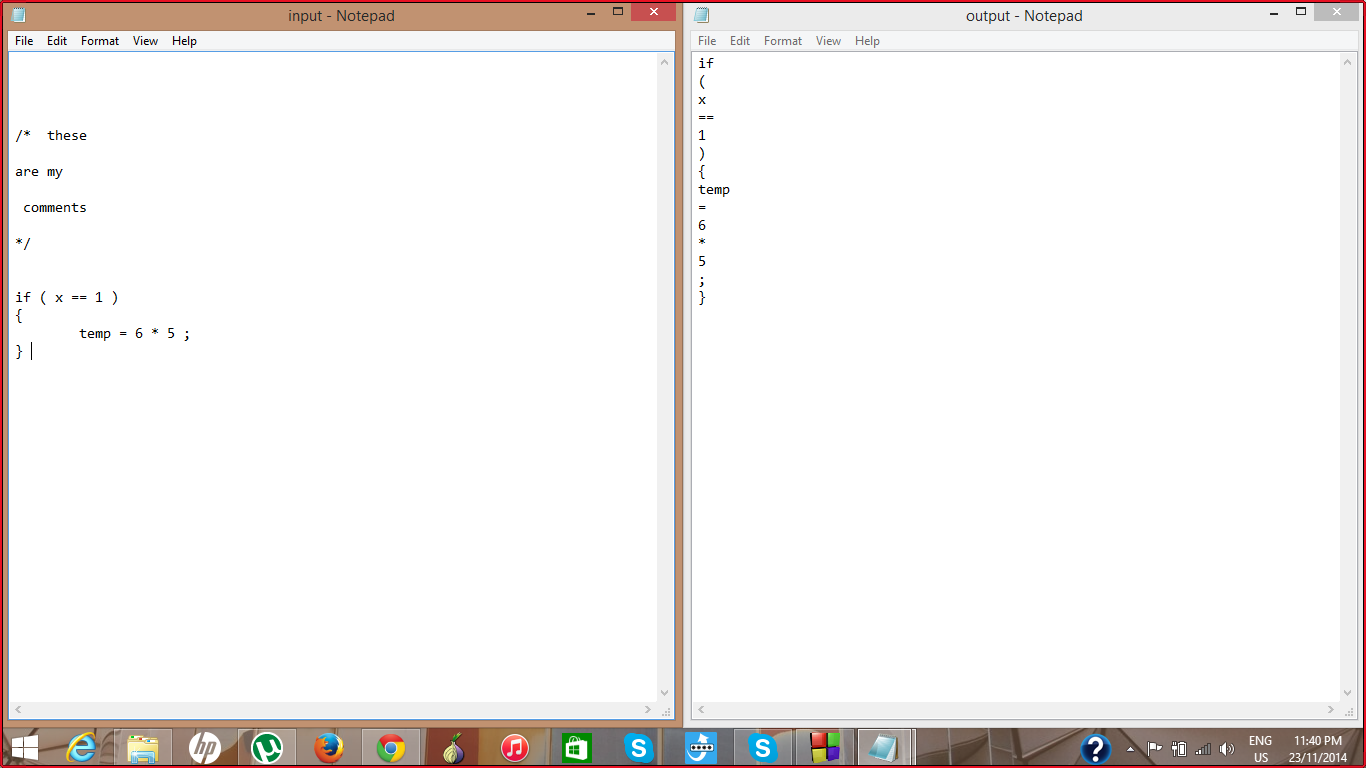 input - Notepad
File Edit Format View Help
/*  these
are my
 comments
*/
if ( x == 1 )
{
        temp = 6 * 5 ;
}
output - Notepad
File Edit Format View Help
if
(
x
==
1
)
{
temp
=
6
*
5
;
}
hp
ENG
US
11:40 PM
23/11/2014